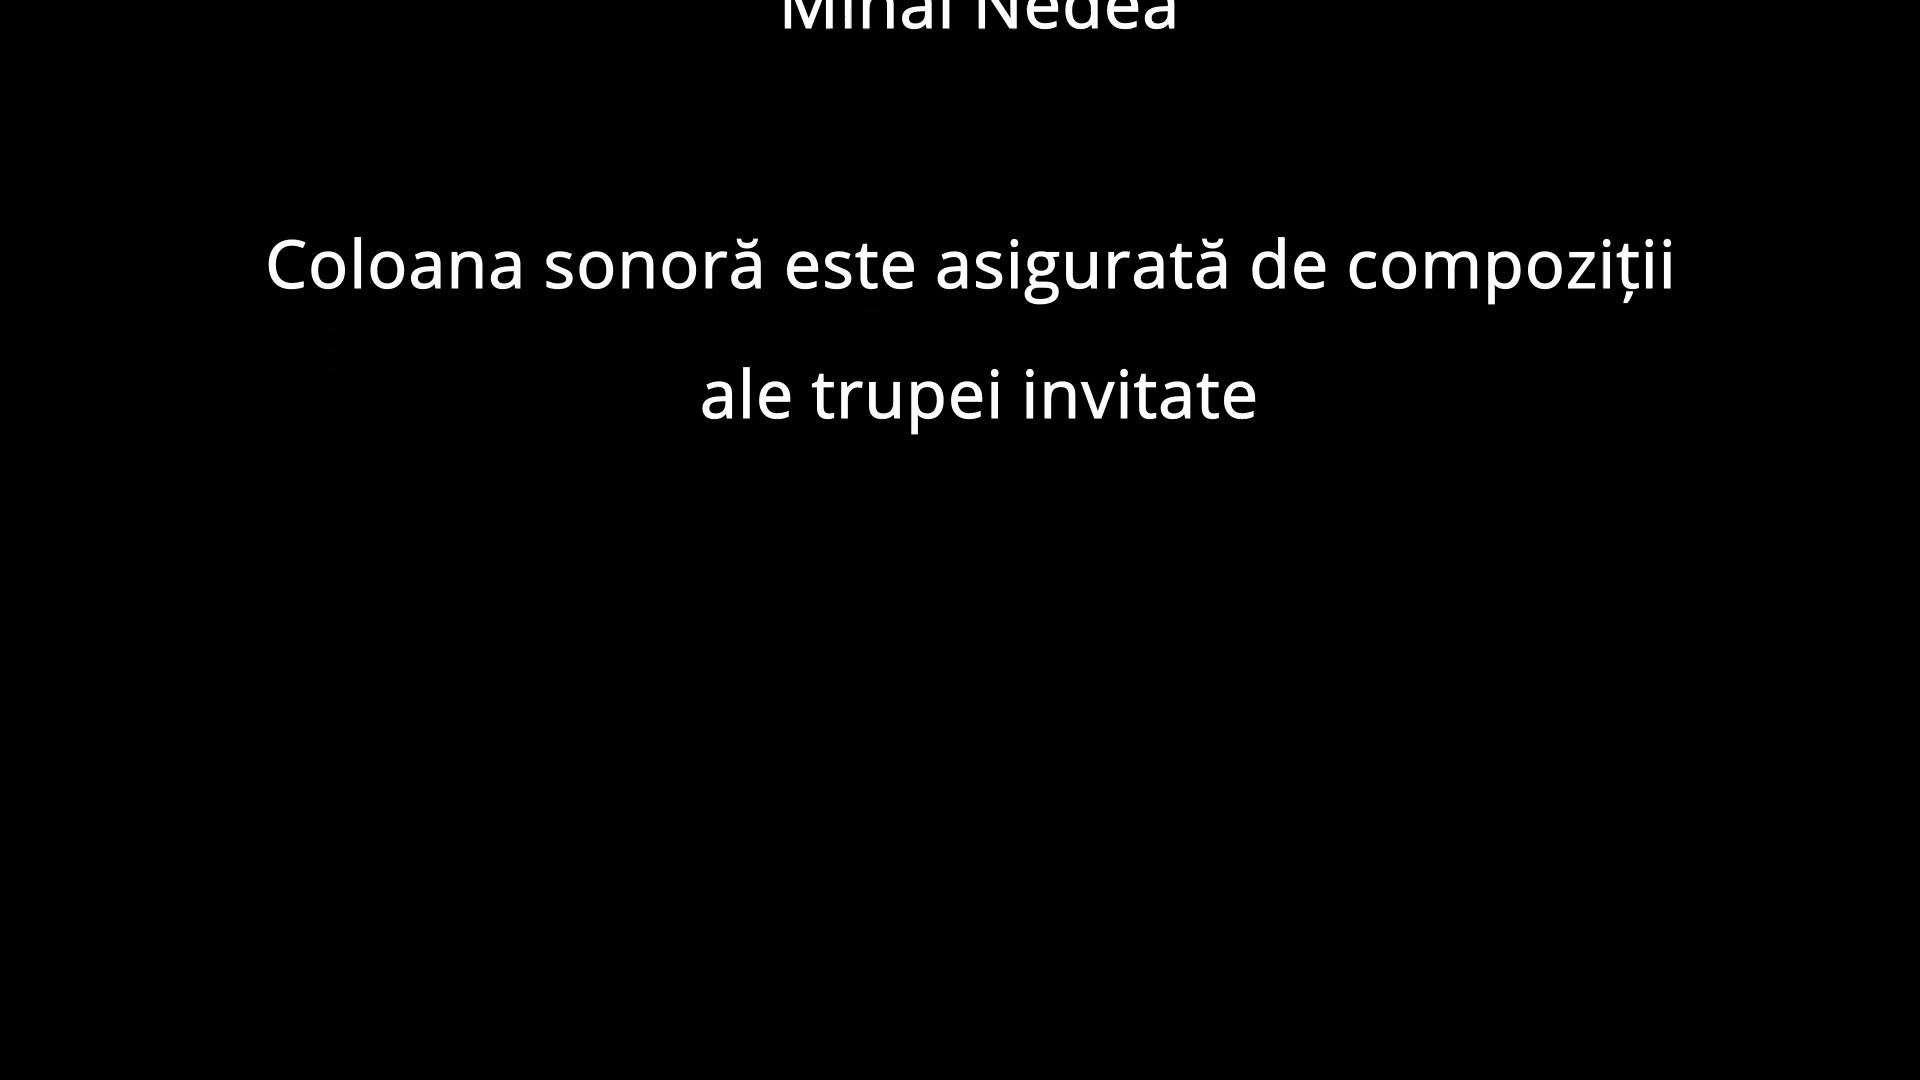 Mihai Nedea
Coloana sonoră este asigurată de compoziții
ale trupei invitate